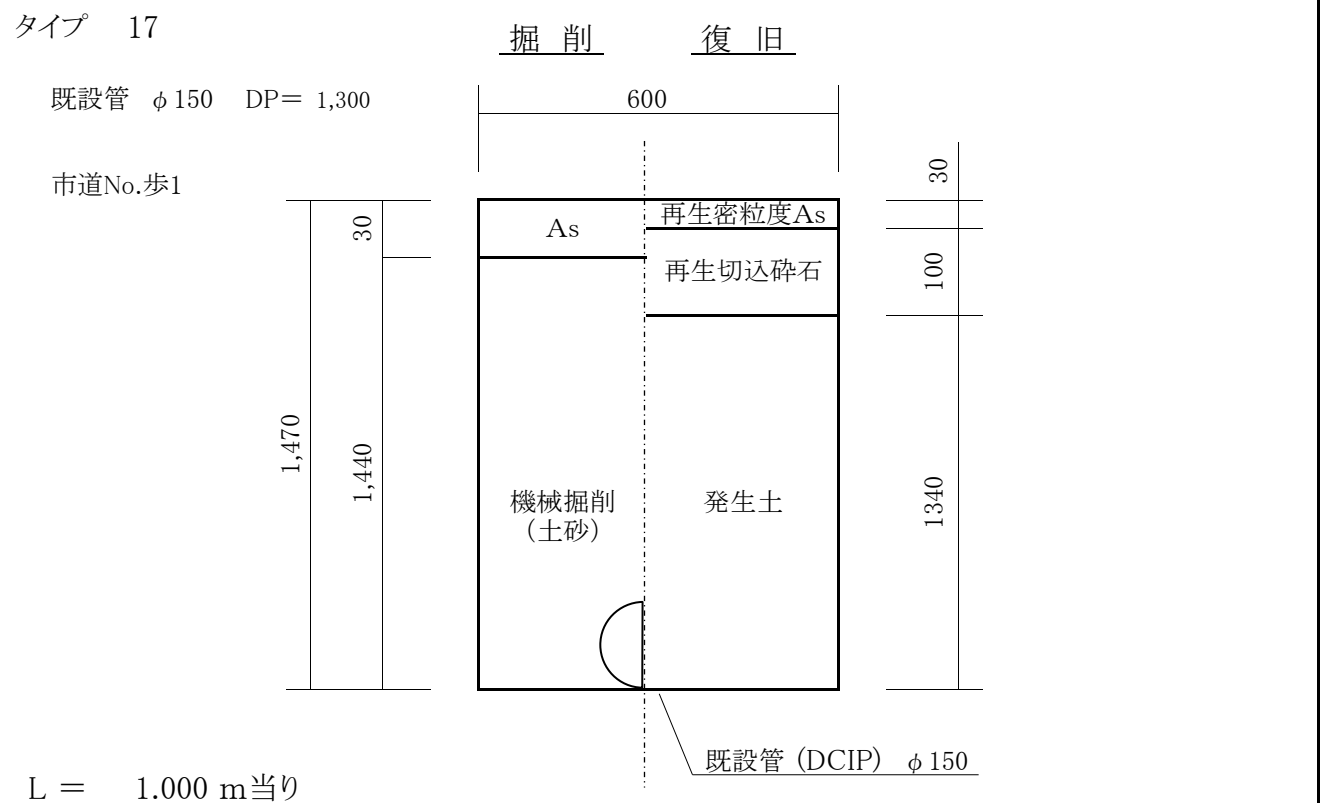 タイプ 17
掘 削 復 旧
既設管 φ150 DP= 1,300
600
市道No.歩1
30
30
As
再生密粒度As
再生切込砕石
100
1,470
1,440
機械掘削
(土砂)
発生土
1340
既設管 (DCIP) φ150
L = 1.000 m当り